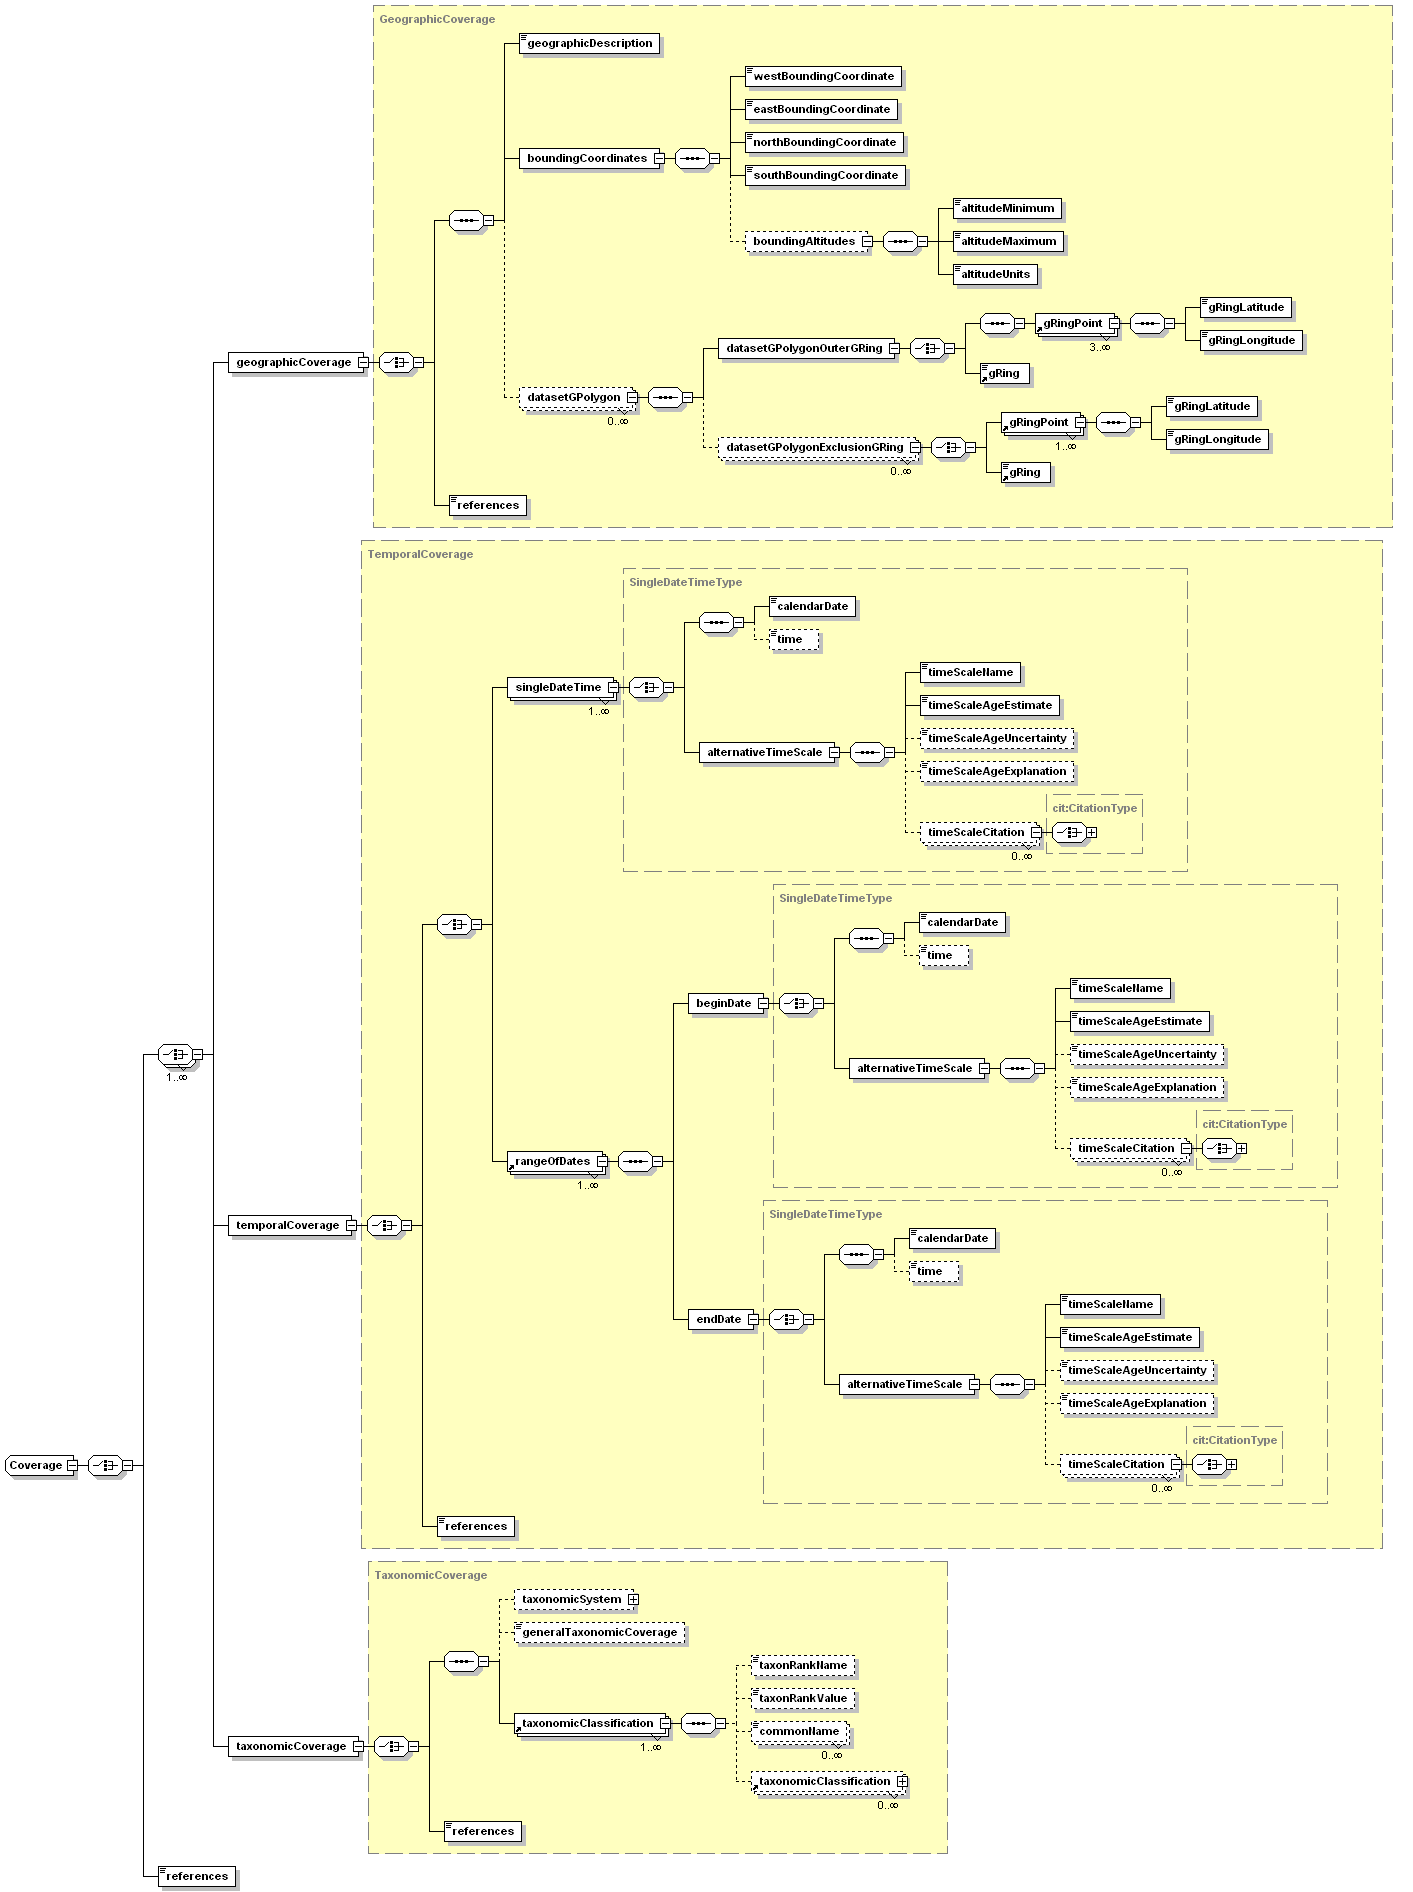 GeographicCoverage
geographicDescription
westBoundingCoordinate
eastBoundingCoordinate
northBoundingCoordinate
boundingCoordinates
southBoundingCoordinate
altitudeMinimum
boundingAltitudes
altitudeMaximum
altitudeUnits
gRingLatitude
gRingPoint
3..∞
gRingLongitude
datasetGPolygonOuterGRing
geographicCoverage
gRing
datasetGPolygon
0..∞
gRingLatitude
gRingPoint
1..∞
gRingLongitude
datasetGPolygonExclusionGRing
0..∞
gRing
references
TemporalCoverage
SingleDateTimeType
calendarDate
time
timeScaleName
singleDateTime
1..∞
timeScaleAgeEstimate
timeScaleAgeUncertainty
alternativeTimeScale
timeScaleAgeExplanation
cit:CitationType
timeScaleCitation
0..∞
SingleDateTimeType
calendarDate
time
timeScaleName
beginDate
timeScaleAgeEstimate
timeScaleAgeUncertainty
alternativeTimeScale
1..∞
timeScaleAgeExplanation
cit:CitationType
timeScaleCitation
0..∞
rangeOfDates
1..∞
SingleDateTimeType
temporalCoverage
calendarDate
time
timeScaleName
endDate
timeScaleAgeEstimate
timeScaleAgeUncertainty
alternativeTimeScale
timeScaleAgeExplanation
cit:CitationType
Coverage
timeScaleCitation
0..∞
references
TaxonomicCoverage
taxonomicSystem
generalTaxonomicCoverage
taxonRankName
taxonRankValue
taxonomicClassification
1..∞
commonName
0..∞
taxonomicCoverage
taxonomicClassification
0..∞
references
references